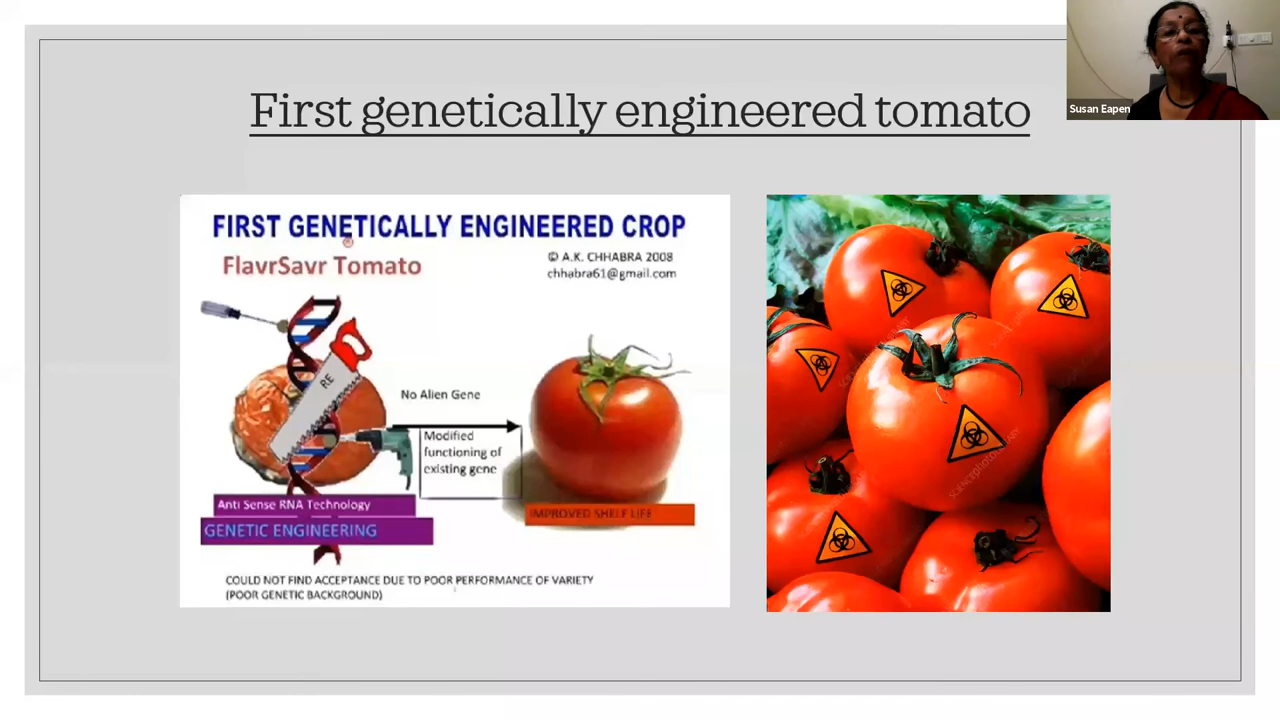 Susan Eapen
First genetically engineered tomato
FIRST GENETICALLY ENGINEERED CROP
®
FlavrSavr Tomato
© A.K. CHHABRA 2008
chhabra61@gmail.com
RE
No Alien Gene
Modified
functioning of
existing gene
Anti Sense RNA Technology
GENETIC ENGINEERING
IMPROVED SHELF LIFE
COULD NOT FIND ACCEPTANCE DUE TO POOR PERFORMANCE OF VARIETY
(POOR GENETIC BACKGROUND)